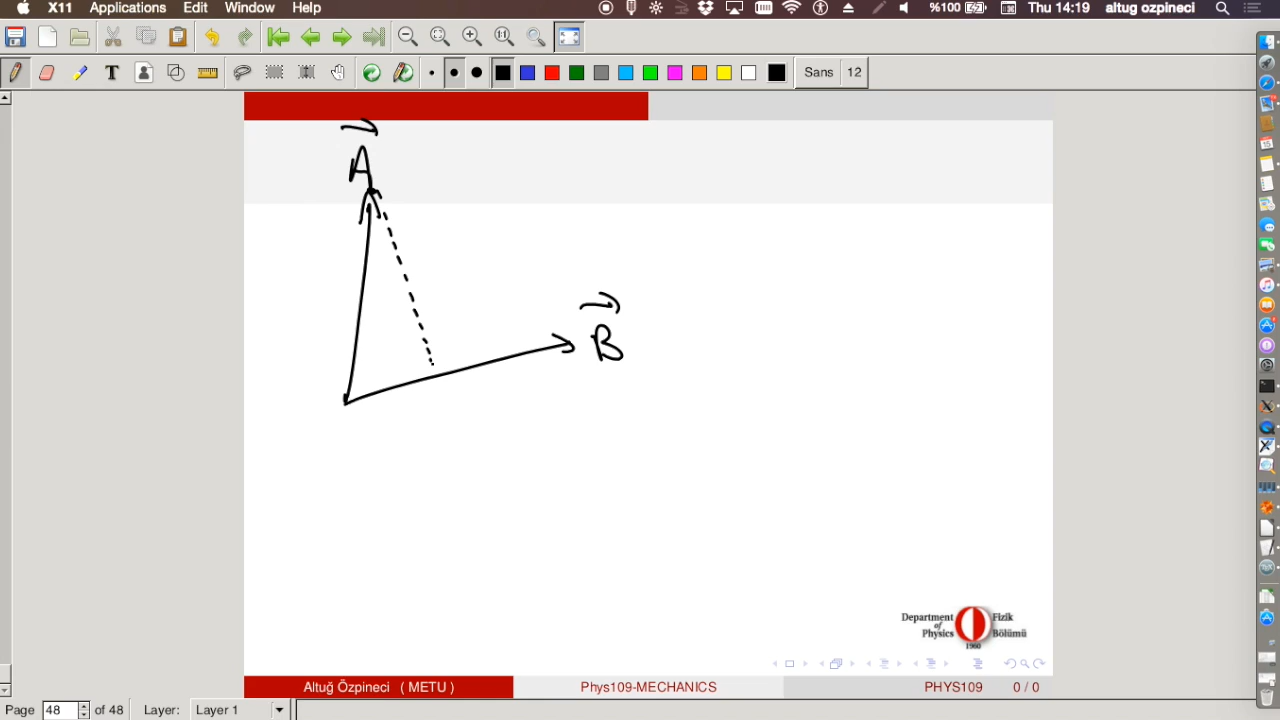 X11 Applications Edit Window Help %100 Thu 14:19 altug ozpineci
T Sans 12
A
B
Department of Physics Fizik Bölümü
1960
Altuğ Özpineci ( METU ) Phys109-MECHANICS PHYS109 0 / 0
Page 48 of 48 Layer: Layer 1